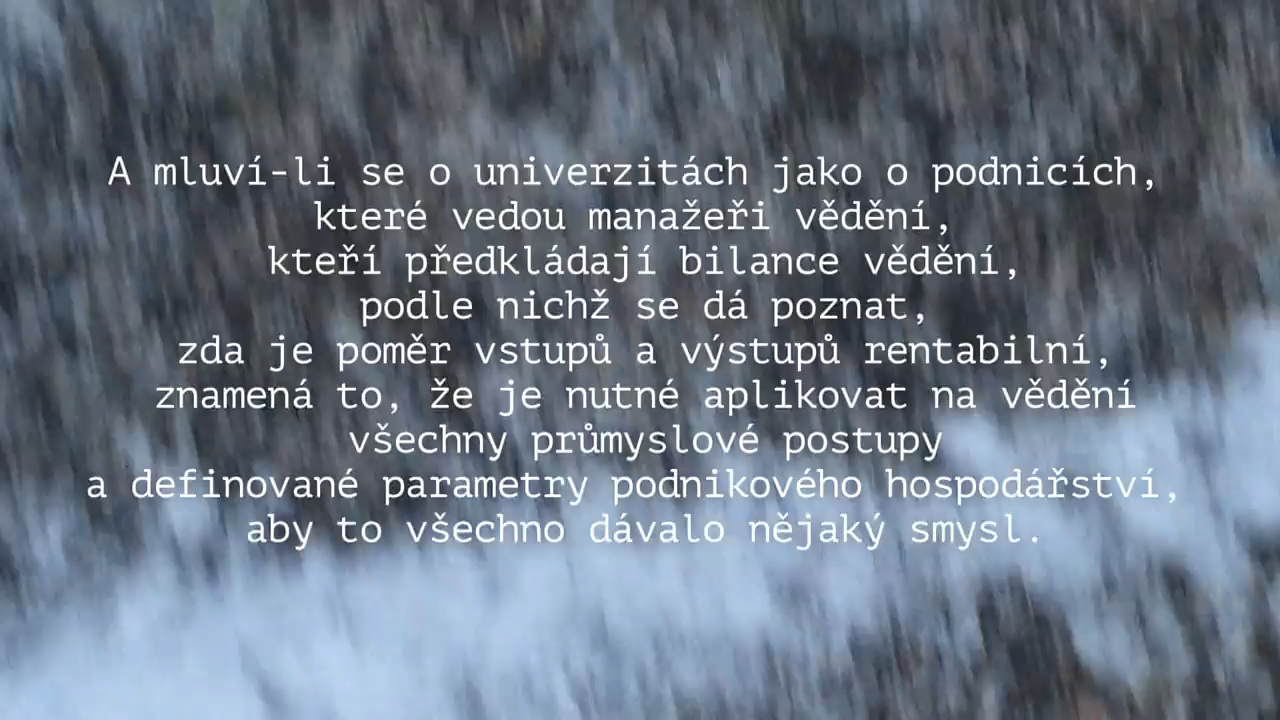 A mluví-li se o univerzitách jako o podnicích,
které vedou manažeři vědění,
kteří předkládají bilance vědění,
podle nichž se dá poznat,
zda je poměr vstupů a výstupů rentabilní,
znamená to, že je nutné aplikovat na vědění
všechny průmyslové postupy
a definované parametry podnikového hospodářství,
aby to všechno dávalo nějaký smysl.